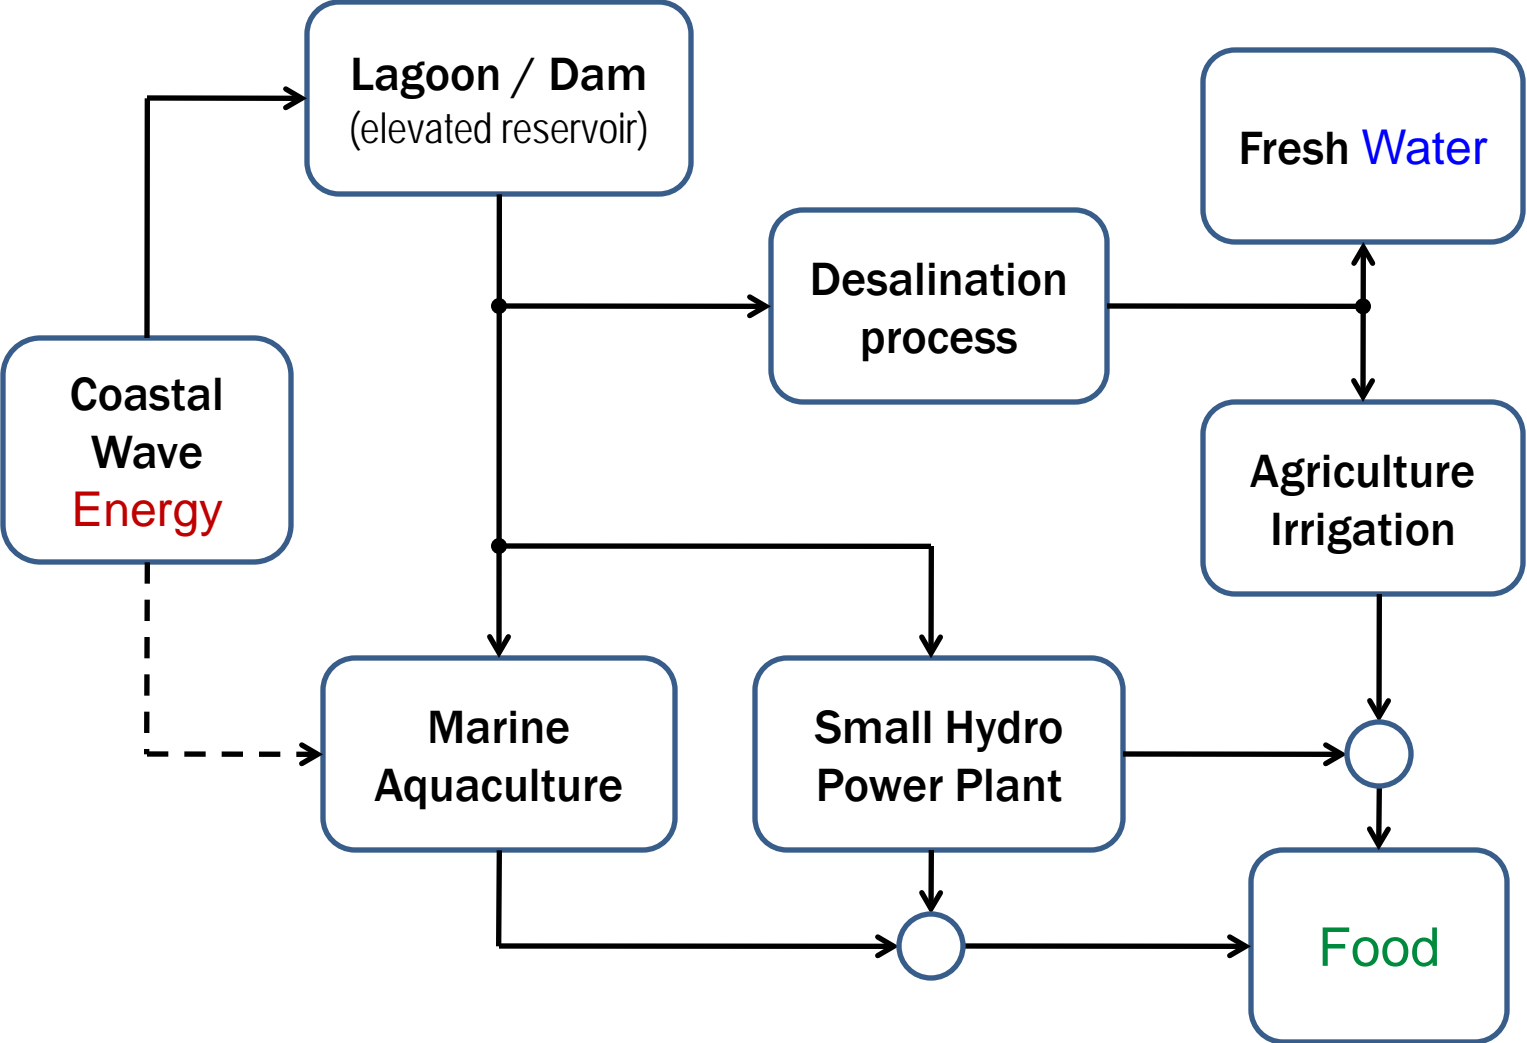 Lagoon / Dam
(elevated reservoir)
Fresh Water
Desalination
process
Coastal
Wave
Energy
Agriculture
Irrigation
Marine
Aquaculture
Small Hydro
Power Plant
Food